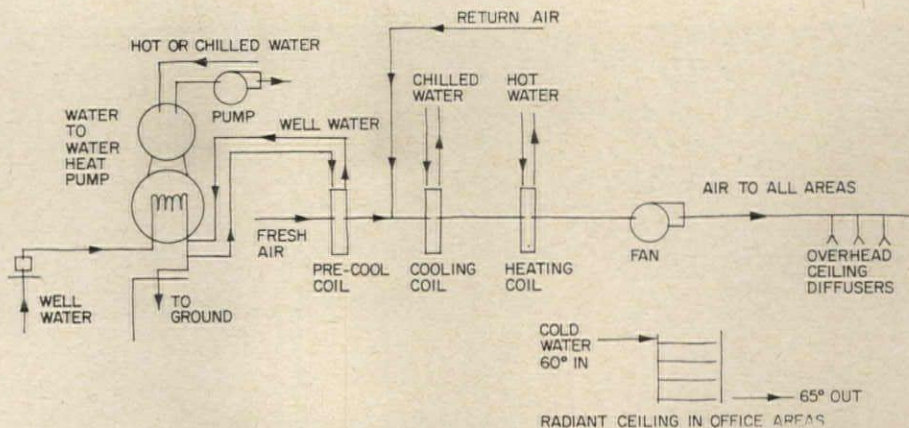 RETURN AIR
HOT OR CHILLED WATER
CHILLED
WATER
HOT
WATER
PUMP
WATER
TO
WATER
HEAT
PUMP
WELL WATER
AIR TO ALL AREAS
FRESH
AIR
FAN
PRE-COOL
COIL
COOLING
COIL
HEATING
COIL
OVERHEAD
CEILING
DIFFUSERS
WELL
WATER
TO
GROUND
COLD
WATER
60° IN
65° OUT
RADIANT CEILING IN OFFICE AREAS